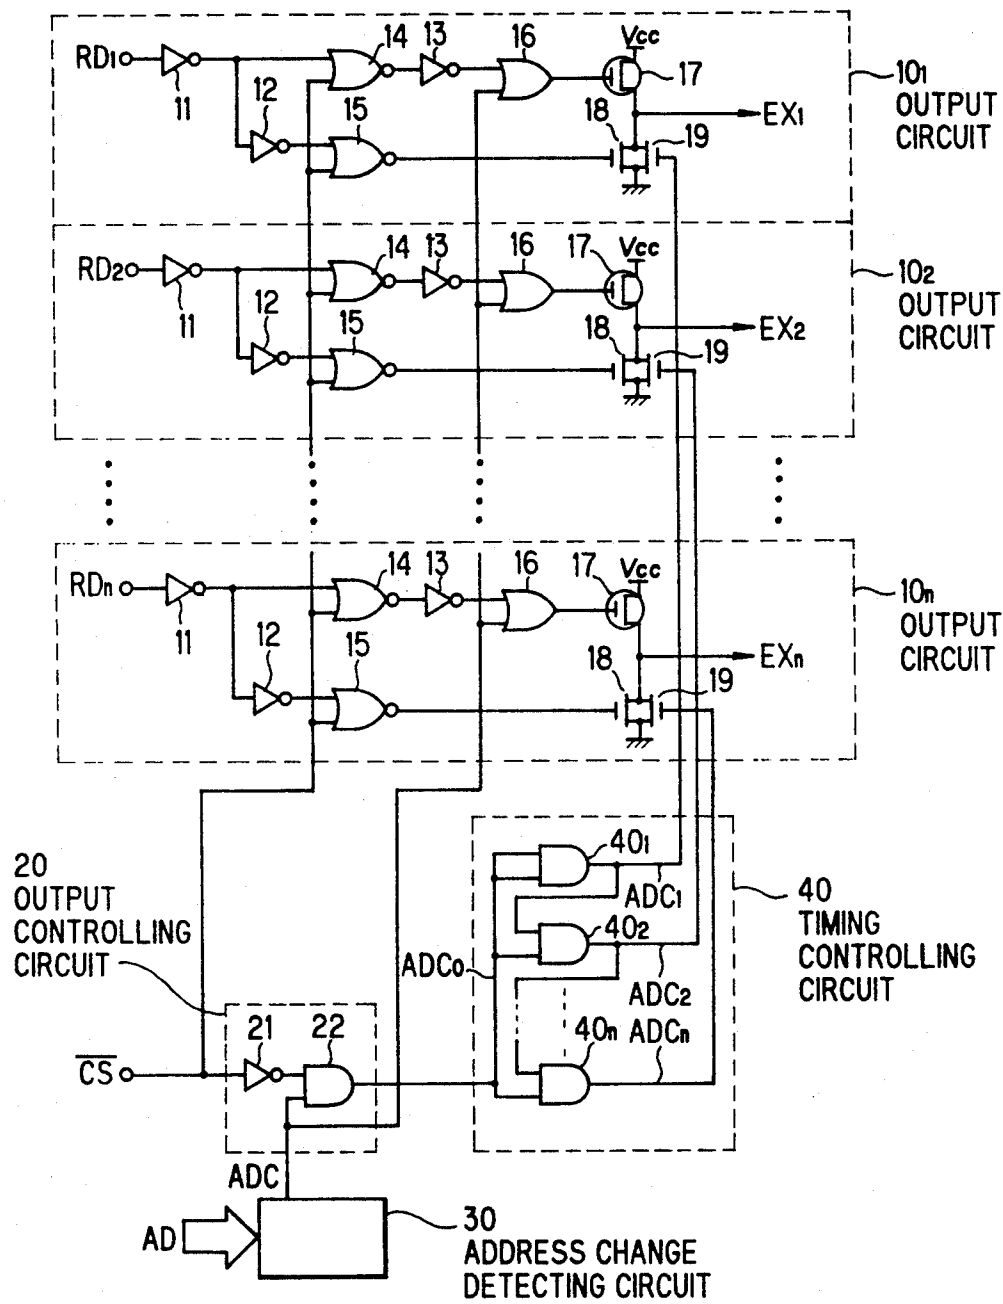 RD1
11
12
14
13
15
16
Vcc
17
EX1
18
19
101
OUTPUT
CIRCUIT
RD2
11
12
14
13
15
16
17
Vcc
EX2
18
19
102
OUTPUT
CIRCUIT
RDn
11
12
14
13
15
16
17
Vcc
EXn
18
19
10n
OUTPUT
CIRCUIT
20
OUTPUT
CONTROLLING
CIRCUIT
401
ADC1
402
ADC0
ADC2
40n
ADCn
40
TIMING
CONTROLLING
CIRCUIT
CS
21
22
ADC
AD
30
ADDRESS CHANGE
DETECTING CIRCUIT